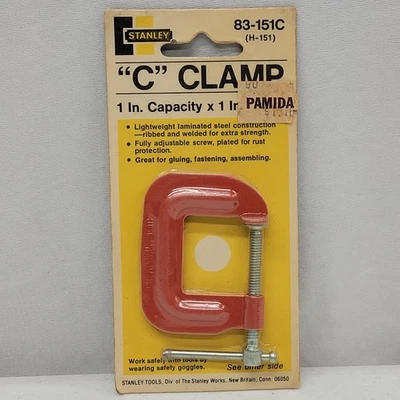 STANLEY
83-151C
(H-151)
"C" CLAMP
1 In. Capacity x 1 In
PAMIDA
• Lightweight laminated steel construction
—ribbed and welded for extra strength.
• Fully adjustable screw, plated for rust
protection.
• Great for gluing, fastening, assembling.
Work safely with tools by
wearing safety goggles.
See other side
STANLEY TOOLS, Div. of The Stanley Works, New Britain, Conn. 06050